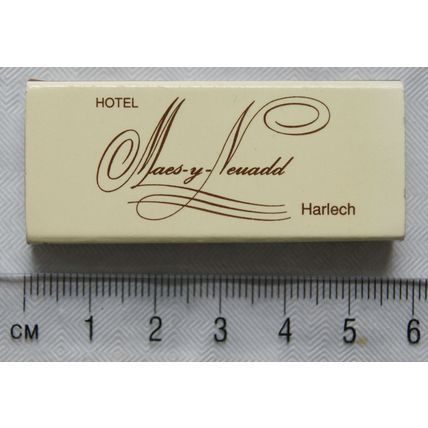 HOTEL
Maes-y-Neuadd
Harlech
CM 1 2 3 4 5 6